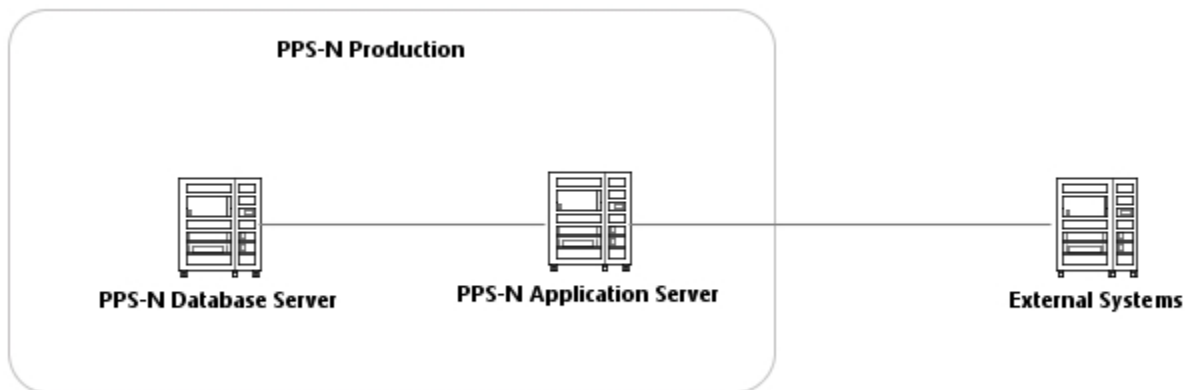 PPS-N Production
PPS-N Database Server
PPS-N Application Server
External Systems